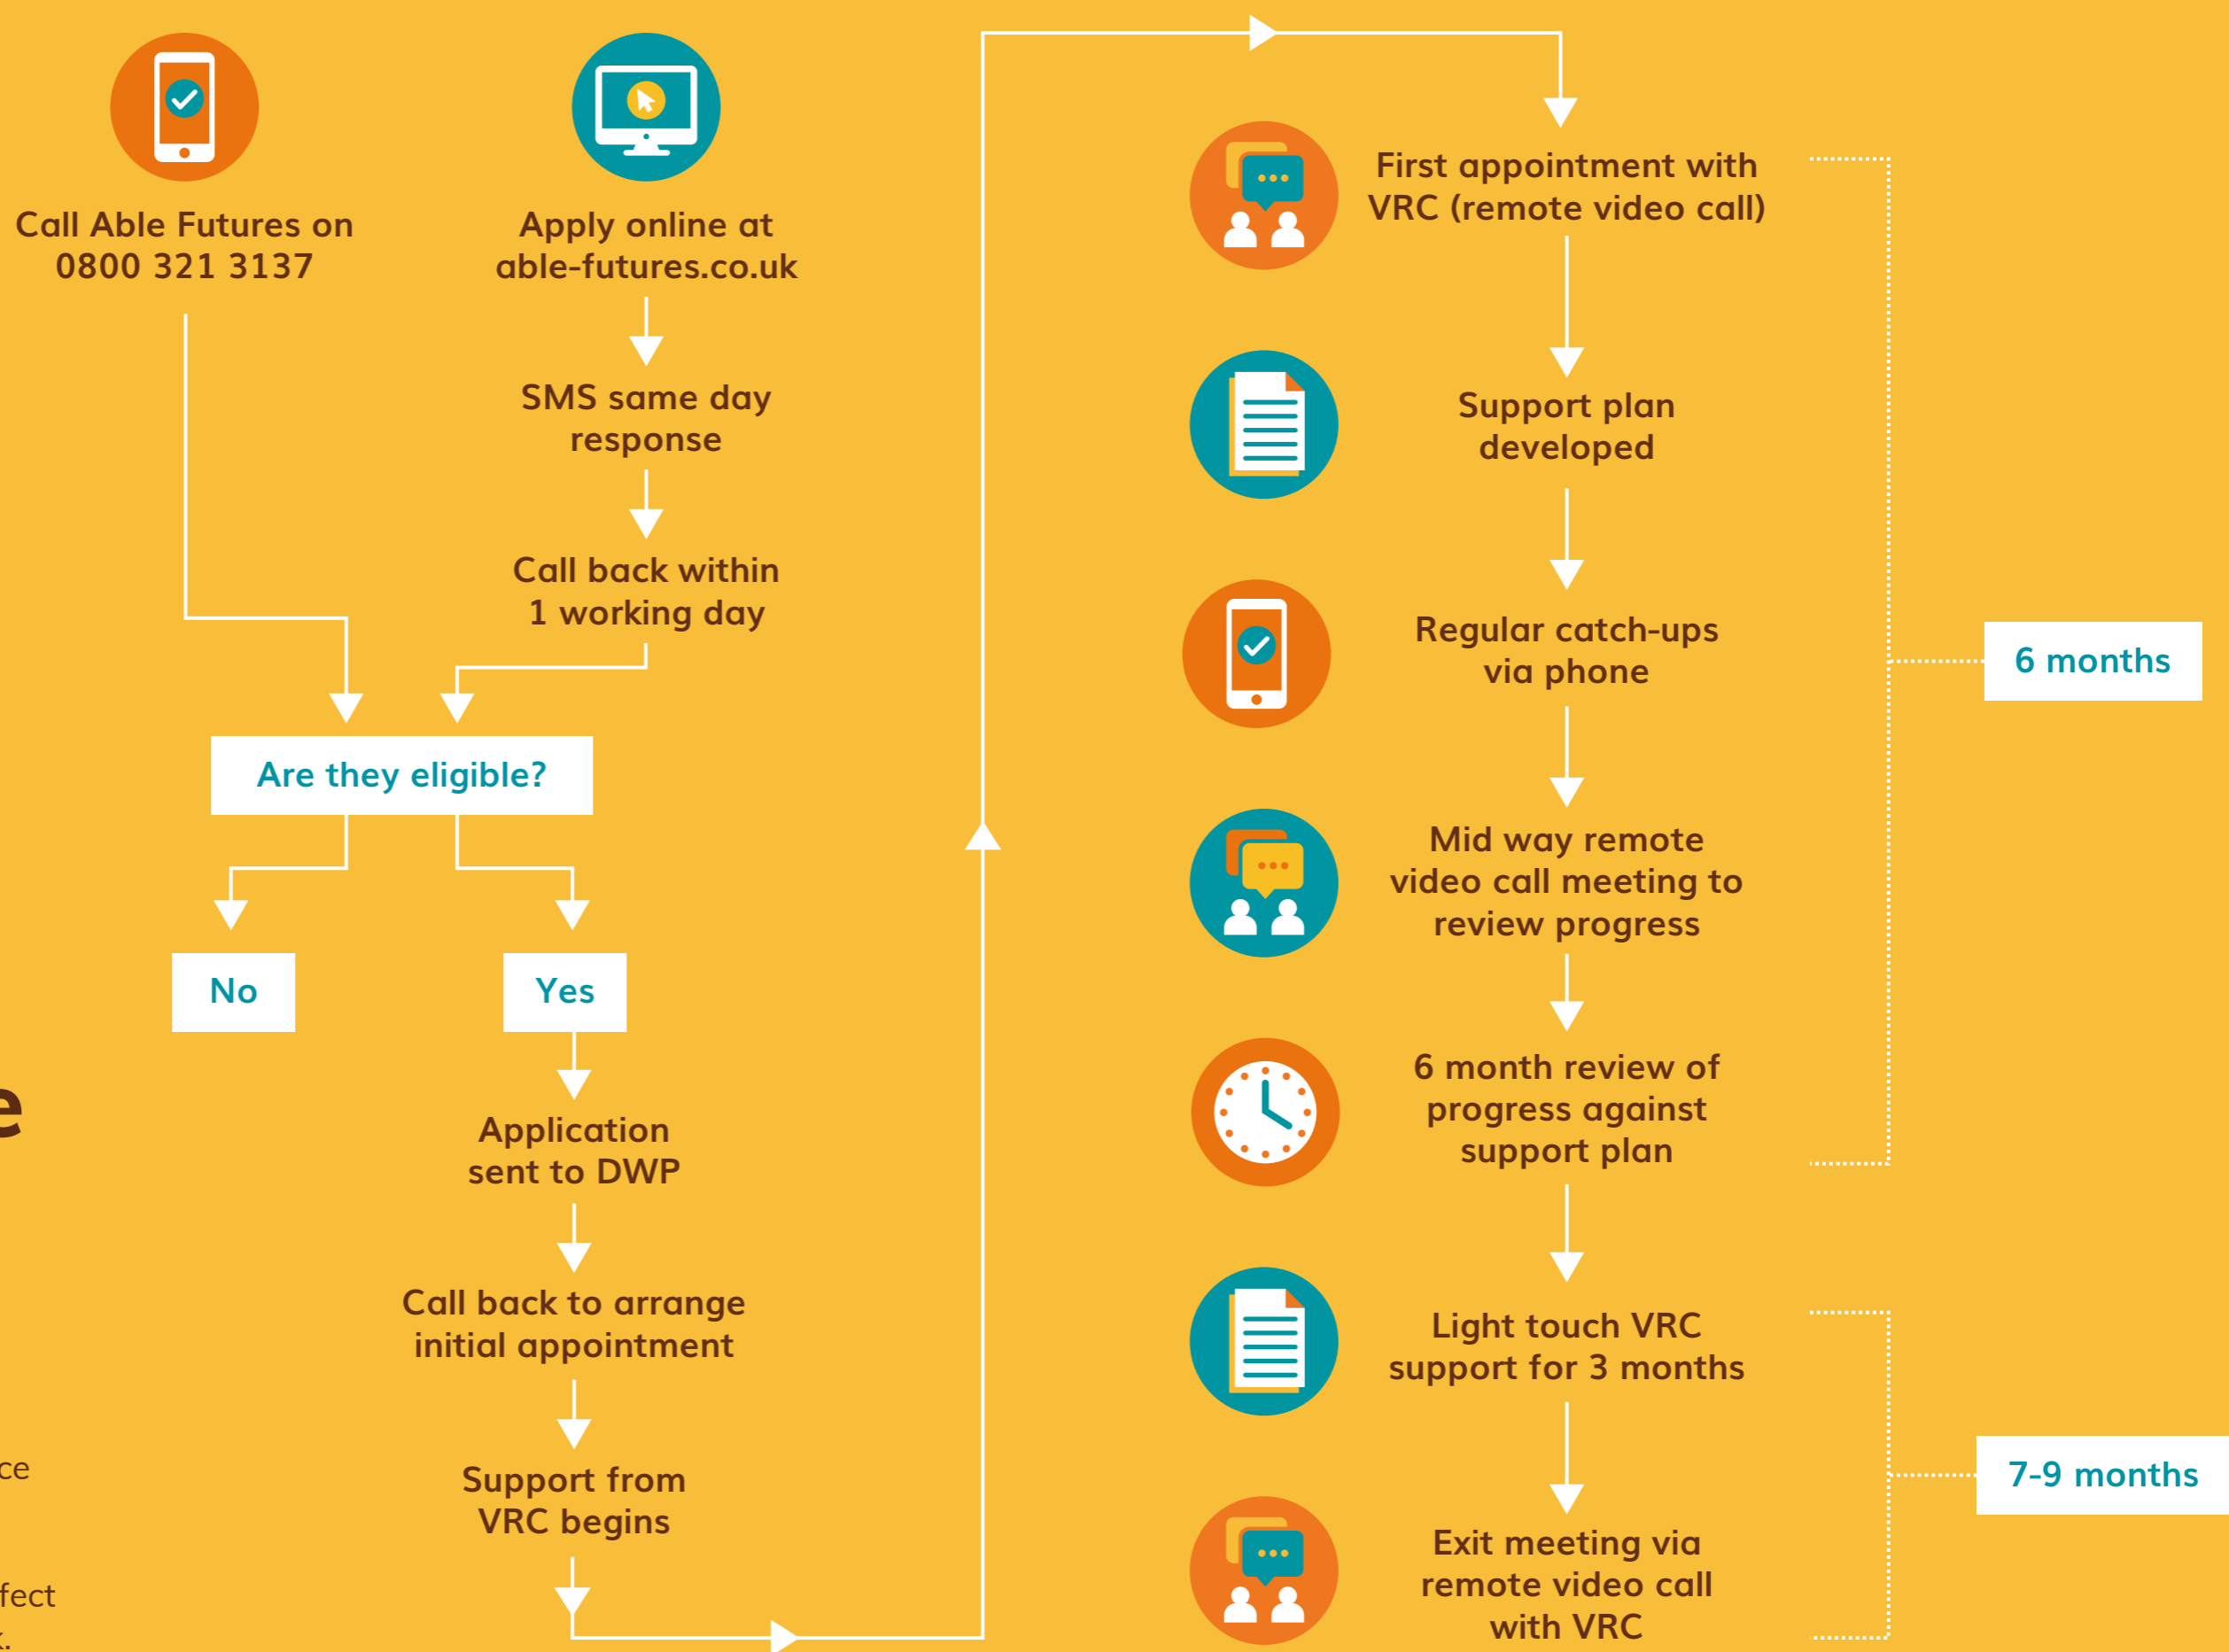 Call Able Futures on
0800 321 3137
Apply online at
able-futures.co.uk
SMS same day
response
Call back within
1 working day
Are they eligible?
No
Yes
Application
sent to DWP
Call back to arrange
initial appointment
Support from
VRC begins
First appointment with
VRC (remote video call)
Support plan
developed
Regular catch-ups
via phone
Mid way remote
video call meeting to
review progress
6 month review of
progress against
support plan
6 months
Light touch VRC
support for 3 months
Exit meeting via
remote video call
with VRC
7-9 months